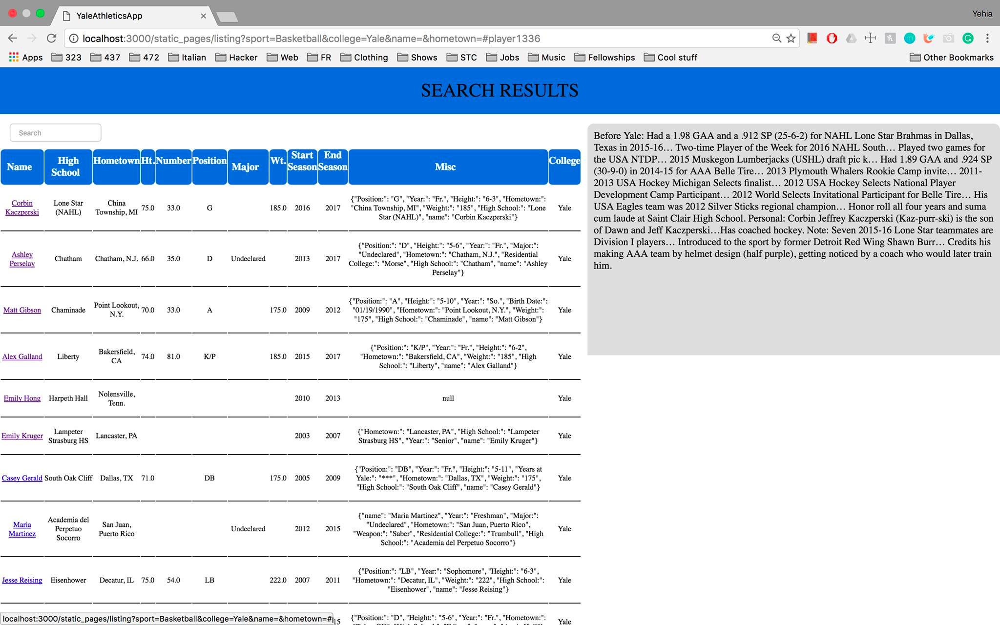 YaleAthleticsApp
Yehia
localhost:3000/static_pages/listing?sport=Basketball&college=Yale&name=&hometown=#player1336
Apps 323 437 472 Italian Hacker Web FR Clothing Shows STC Jobs Music Fellowships Cool stuff Other Bookmarks
SEARCH RESULTS
Search
Name High School Hometown Ht. Number Position Major Wt. Start Season End Season Misc College
Corbin Kaczperski Lone Star (NAHL) China Township, MI 75.0 33.0 G 185.0 2016 2017 {"Position:": "G", "Year:": "Fr.", "Height:": "6-3", "Hometown:": "China Township, MI", "Weight:": "185", "High School:": "Lone Star (NAHL)", "name": "Corbin Kaczperski"} Yale
Ashley Perselay Chatham Chatham, N.J. 66.0 35.0 D Undeclared 2013 2017 {"Position:": "D", "Height:": "5-6", "Year:": "Fr.", "Major:": "Undeclared", "Hometown:": "Chatham, N.J.", "Residential College:": "Morse", "High School:": "Chatham", "name": "Ashley Perselay"} Yale
Matt Gibson Chaminade Point Lookout, N.Y. 70.0 33.0 A 175.0 2009 2012 {"Position:": "A", "Height:": "5-10", "Year:": "So.", "Birth Date:": "01/19/1990", "Hometown:": "Point Lookout, N.Y.", "Weight:": "175", "High School:": "Chaminade", "name": "Matt Gibson"} Yale
Alex Galland Liberty Bakersfield, CA 74.0 81.0 K/P 185.0 2015 2017 {"Position:": "K/P", "Year:": "Fr.", "Height:": "6-2", "Hometown:": "Bakersfield, CA", "Weight:": "185", "High School:": "Liberty", "name": "Alex Galland"} Yale
Emily Hong Harpeth Hall Nolensville, Tenn. 2010 2013 null Yale
Emily Kruger Lampeter Strasburg HS Lancaster, PA 2003 2007 {"Hometown:": "Lancaster, PA", "High School:": "Lampeter Strasburg HS", "Year:": "Senior", "name": "Emily Kruger"} Yale
Casey Gerald South Oak Cliff Dallas, TX 71.0 DB 175.0 2005 2009 {"Position:": "DB", "Year:": "Fr.", "Height:": "5-11", "Years at Yale:": "***", "Hometown:": "Dallas, TX", "Weight:": "175", "High School:": "South Oak Cliff", "name": "Casey Gerald"} Yale
Maria Martinez Academia del Perpetuo Socorro San Juan, Puerto Rico Undeclared 2012 2015 {"name": "Maria Martinez", "Year:": "Freshman", "Major:": "Undeclared", "Hometown:": "San Juan, Puerto Rico", "Weapon:": "Saber", "Residential College:": "Trumbull", "High School:": "Academia del Perpetuo Socorro"} Yale
Jesse Reising Eisenhower Decatur, IL 75.0 54.0 LB 222.0 2007 2011 {"Position:": "LB", "Year:": "Sophomore", "Height:": "6-3", "Hometown:": "Decatur, IL", "Weight:": "222", "High School:": "Eisenhower", "name": "Jesse Reising"} Yale
{"Position:": "D", "Height:": "5-6", "Year:": "Fr.", "Hometown:": Yale
localhost:3000/static_pages/listing?sport=Basketball&college=Yale&name=&hometown=#
Before Yale: Had a 1.98 GAA and a .912 SP (25-6-2) for NAHL Lone Star Brahmas in Dallas,
Texas in 2015-16… Two-time Player of the Week for 2016 NAHL South… Played two games for
the USA NTDP… 2015 Muskegon Lumberjacks (USHL) draft pic k… Had 1.89 GAA and .924 SP
(30-9-0) in 2014-15 for AAA Belle Tire… 2013 Plymouth Whalers Rookie Camp invite… 2011-
2013 USA Hockey Michigan Selects finalist… 2012 USA Hockey Selects National Player
Development Camp Participant… 2012 World Selects Invitational Participant for Belle Tire… His
USA Eagles team was 2012 Silver Sticks regional champion… Honor roll all four years and suma
cum laude at Saint Clair High School. Personal: Corbin Jeffrey Kaczperski (Kaz-purr-ski) is the son
of Dawn and Jeff Kaczperski…Has coached hockey. Note: Seven 2015-16 Lone Star teammates are
Division I players… Introduced to the sport by former Detroit Red Wing Shawn Burr… Credits his
making AAA team by helmet design (half purple), getting noticed by a coach who would later train
him.